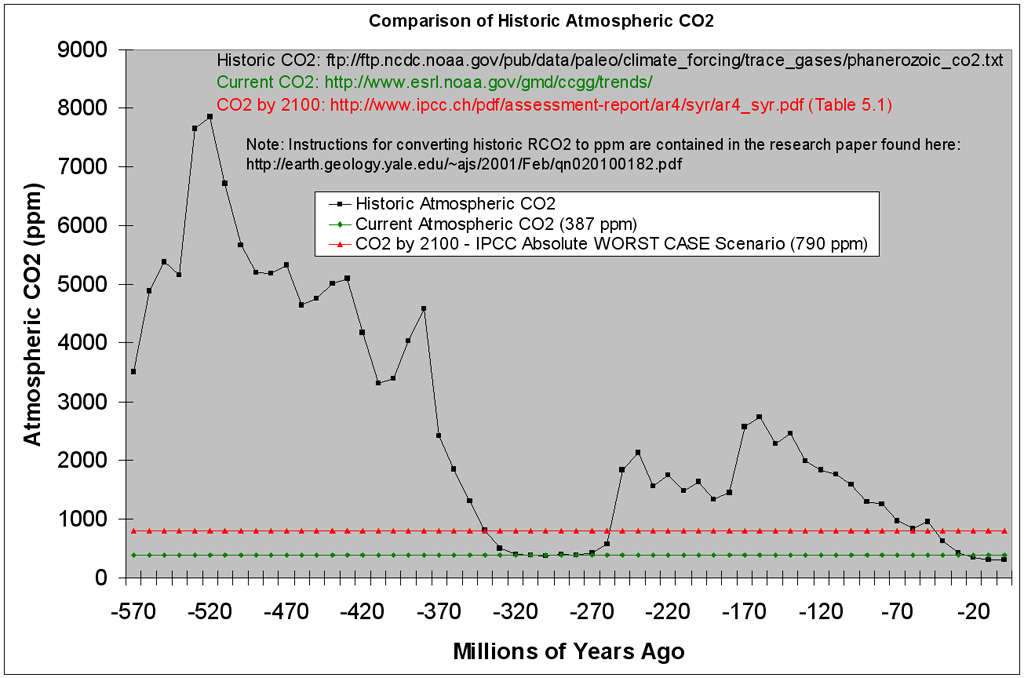 Comparison of Historic Atmospheric CO2
9000
8000
7000
6000
5000
4000
3000
2000
1000
0
Atmospheric CO2 (ppm)
Historic CO2: ftp://ftp.ncdc.noaa.gov/pub/data/paleo/climate_forcing/trace_gases/phanerozoic_co2.txt
Current CO2: http://www.esrl.noaa.gov/gmd/ccgg/trends/
CO2 by 2100: http://www.ipcc.ch/pdf/assessment-report/ar4/syr/ar4_syr.pdf (Table 5.1)
Note: Instructions for converting historic RCO2 to ppm are contained in the research paper found here:
http://earth.geology.yale.edu/~ajs/2001/Feb/qn020100182.pdf
Historic Atmospheric CO2
Current Atmospheric CO2 (387 ppm)
CO2 by 2100 - IPCC Absolute WORST CASE Scenario (790 ppm)
-570 -520 -470 -420 -370 -320 -270 -220 -170 -120 -70 -20
Millions of Years Ago